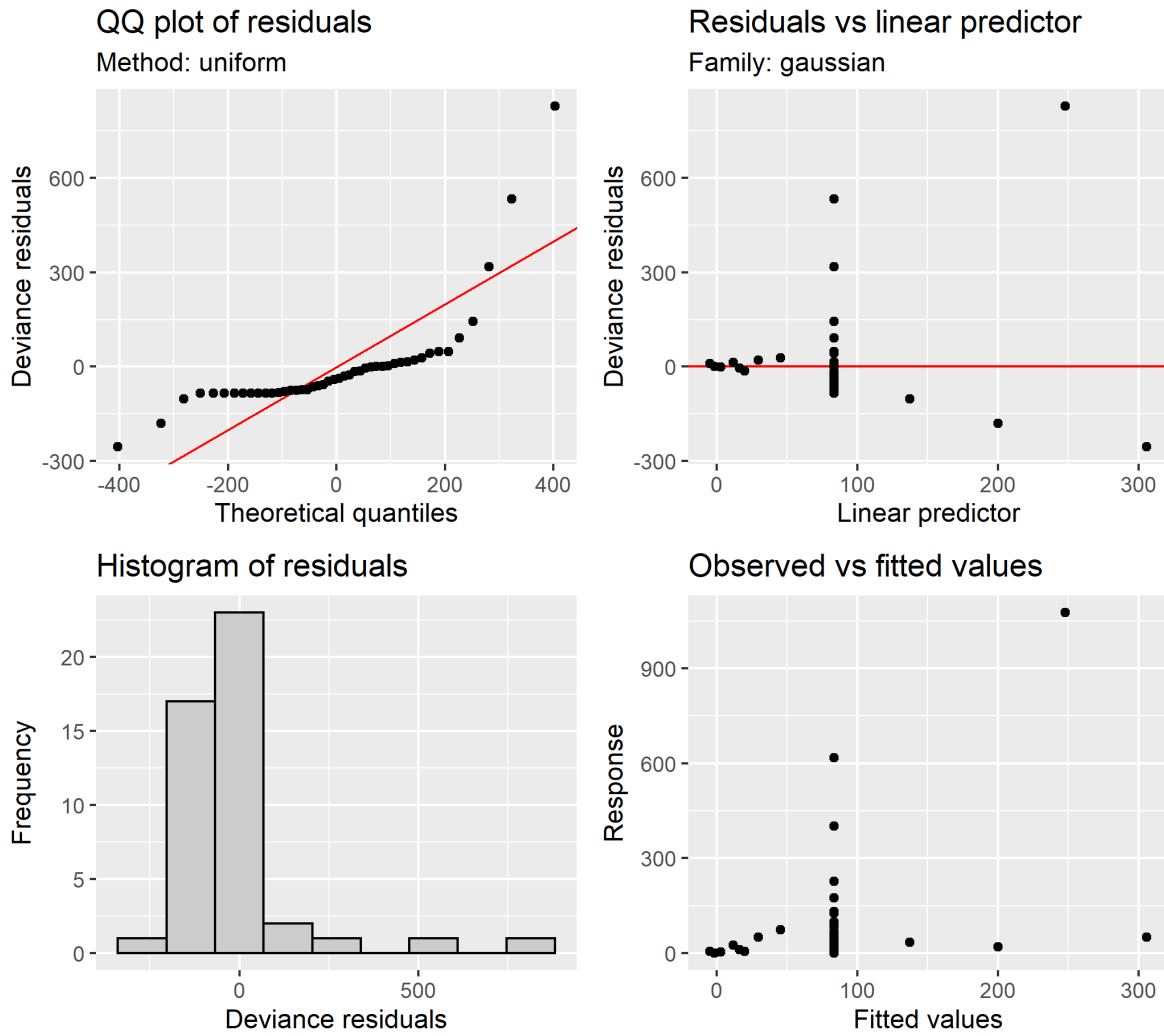 QQ plot of residuals
Method: uniform
Deviance residuals
600
300
0
-300
-400
-200
0
200
400
Theoretical quantiles
Residuals vs linear predictor
Family: gaussian
Deviance residuals
600
300
0
-300
0
100
200
300
Linear predictor
Histogram of residuals
Frequency
20
15
10
5
0
0
500
Deviance residuals
Observed vs fitted values
Response
900
600
300
0
0
100
200
300
Fitted values